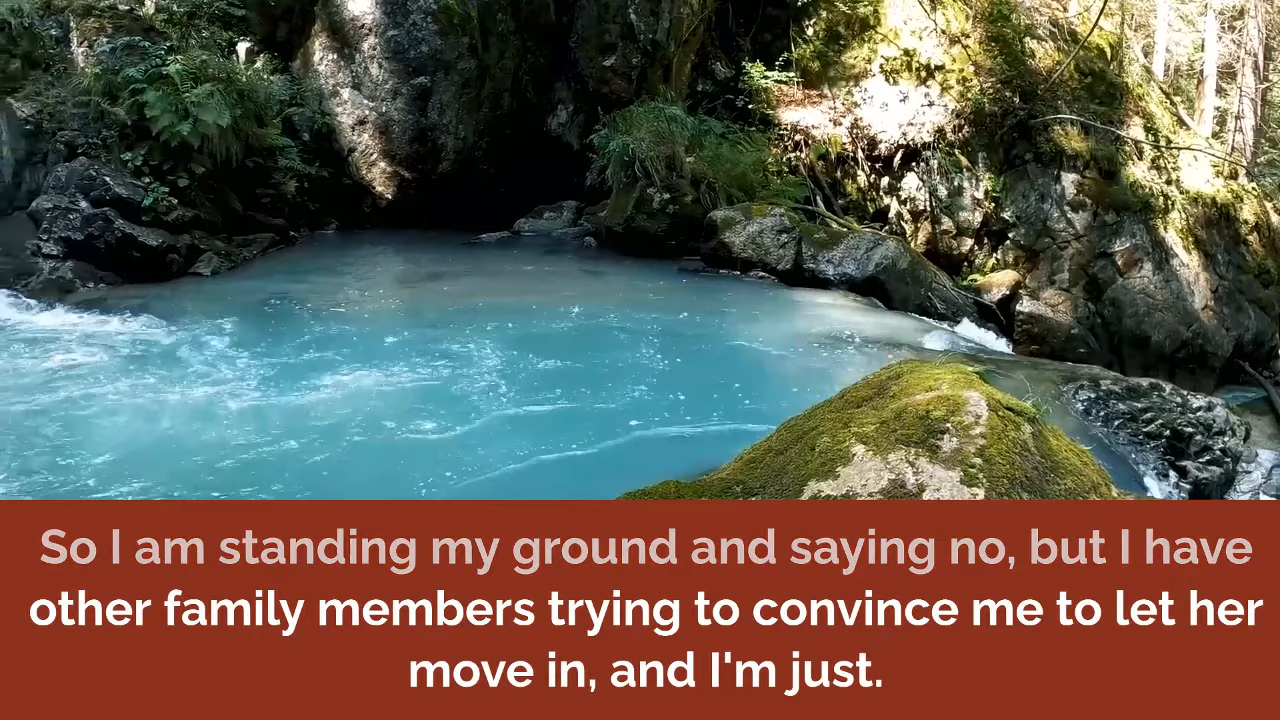 So I am standing my ground and saying no, but I have
other family members trying to convince me to let her
move in, and I'm just.